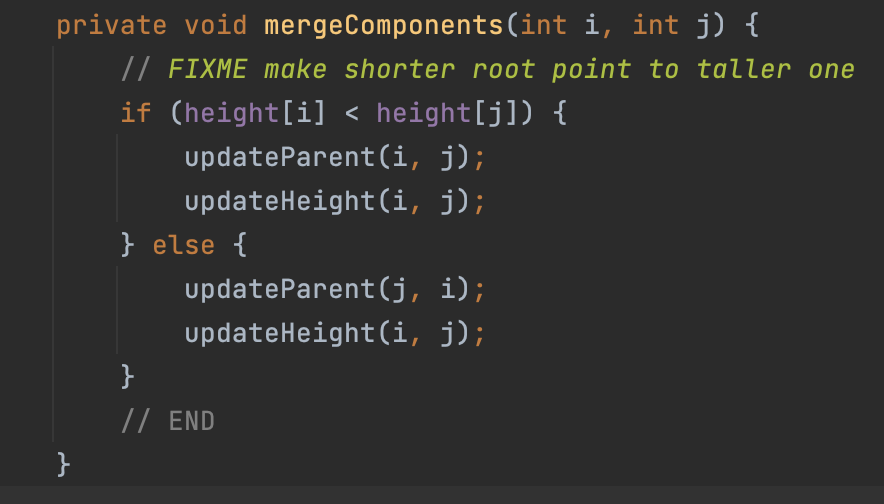 private void mergeComponents(int i, int j) {
    // FIXME make shorter root point to taller one
    if (height[i] < height[j]) {
        updateParent(i, j);
        updateHeight(i, j);
    } else {
        updateParent(j, i);
        updateHeight(i, j);
    }
    // END
}